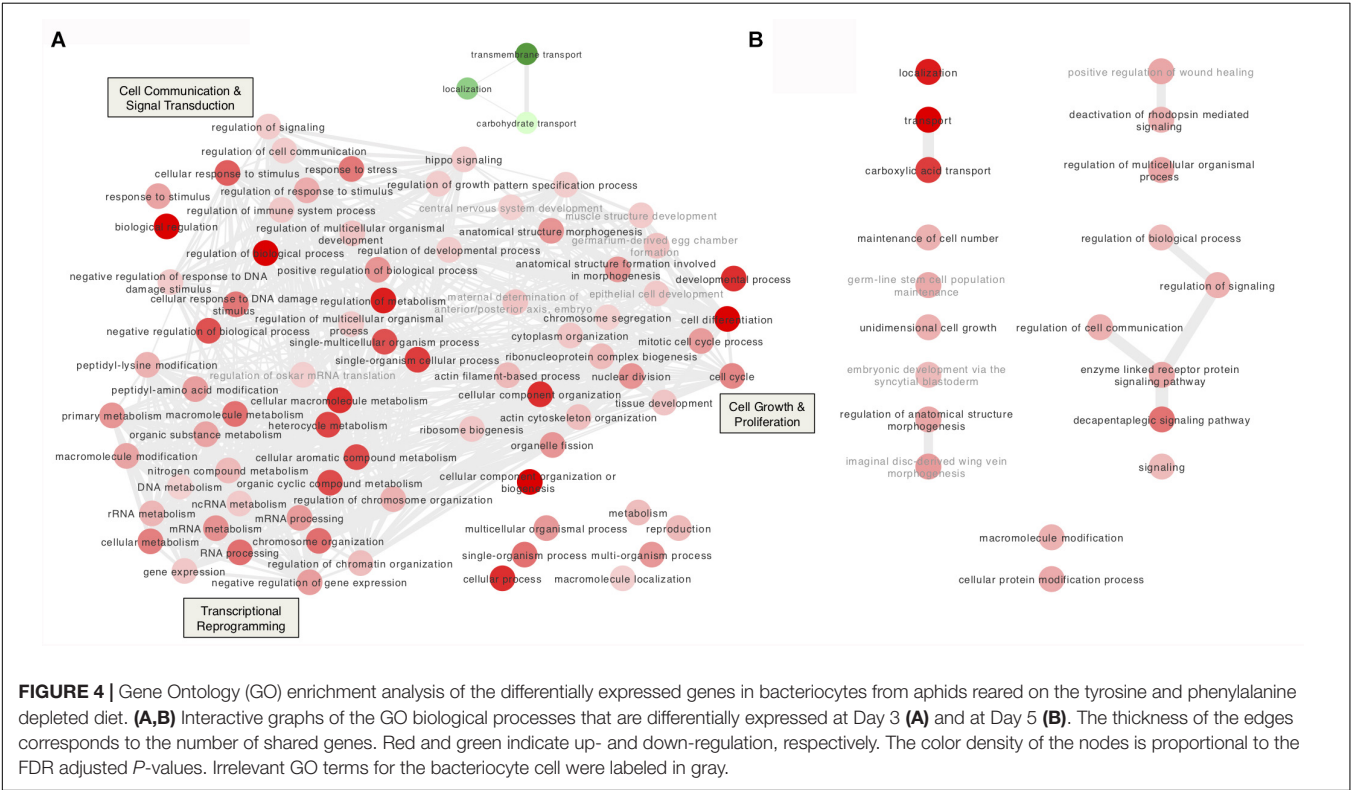 A
B
transmembrane transport
localization
carbohydrate transport
Cell Communication &
Signal Transduction
regulation of signaling
regulation of cell communication
hippo signaling
cellular response to stimulus
response to stress
regulation of growth
pattern specification process
response to stimulus
regulation of response to stimulus
central nervous system development
muscle structure development
regulation of immune system process
biological regulation
regulation of multicellular organismal
development
anatomical structure morphogenesis
germarium-derived egg chamber
formation
regulation of biological process
regulation of developmental process
anatomical structure formation involved
in morphogenesis
positive regulation of biological process
developmental process
negative regulation of response to DNA
damage stimulus
cellular response to DNA damage
stimulus
regulation of metabolism
maternal determination of
anterior/posterior axis, embryo
epithelial cell development
regulation of multicellular organismal
process
chromosome segregation
cell differentiation
negative regulation of biological process
single-multicellular organism process
cytoplasm organization
mitotic cell cycle process
single-organism cellular process
ribonucleoprotein complex biogenesis
peptidyl-lysine modification
regulation of oskar mRNA translation
actin filament-based process
nuclear division
cell cycle
peptidyl-amino acid modification
cellular macromolecule metabolism
cellular component organization
tissue development
primary metabolism
macromolecule metabolism
heterocycle metabolism
actin cytoskeleton organization
Cell Growth &
Proliferation
organic substance metabolism
ribosome biogenesis
organelle fission
macromolecule modification
cellular aromatic compound metabolism
nitrogen compound metabolism
organic cyclic compound metabolism
cellular component organization or
biogenesis
DNA metabolism
ncRNA metabolism
regulation of chromosome organization
rRNA metabolism
mRNA processing
metabolism
mRNA metabolism
multicellular organismal process
reproduction
cellular metabolism
chromosome organization
RNA processing
single-organism process
multi-organism process
gene expression
regulation of chromatin organization
negative regulation of gene expression
cellular process
macromolecule localization
Transcriptional
Reprogramming
localization
transport
carboxylic acid transport
maintenance of cell number
germ-line stem cell population
maintenance
unidimensional cell growth
embryonic development via the
syncytial blastoderm
regulation of anatomical structure
morphogenesis
imaginal disc-derived wing vein
morphogenesis
positive regulation of wound healing
deactivation of rhodopsin mediated
signaling
regulation of multicellular organismal
process
regulation of biological process
regulation of signaling
regulation of cell communication
enzyme linked receptor protein
signaling pathway
decapentaplegic signaling pathway
signaling
macromolecule modification
cellular protein modification process
FIGURE 4 | Gene Ontology (GO) enrichment analysis of the differentially expressed genes in bacteriocytes from aphids reared on the tyrosine and phenylalanine
depleted diet. (A,B) Interactive graphs of the GO biological processes that are differentially expressed at Day 3 (A) and at Day 5 (B). The thickness of the edges
corresponds to the number of shared genes. Red and green indicate up- and down-regulation, respectively. The color density of the nodes is proportional to the
FDR adjusted P-values. Irrelevant GO terms for the bacteriocyte cell were labeled in gray.